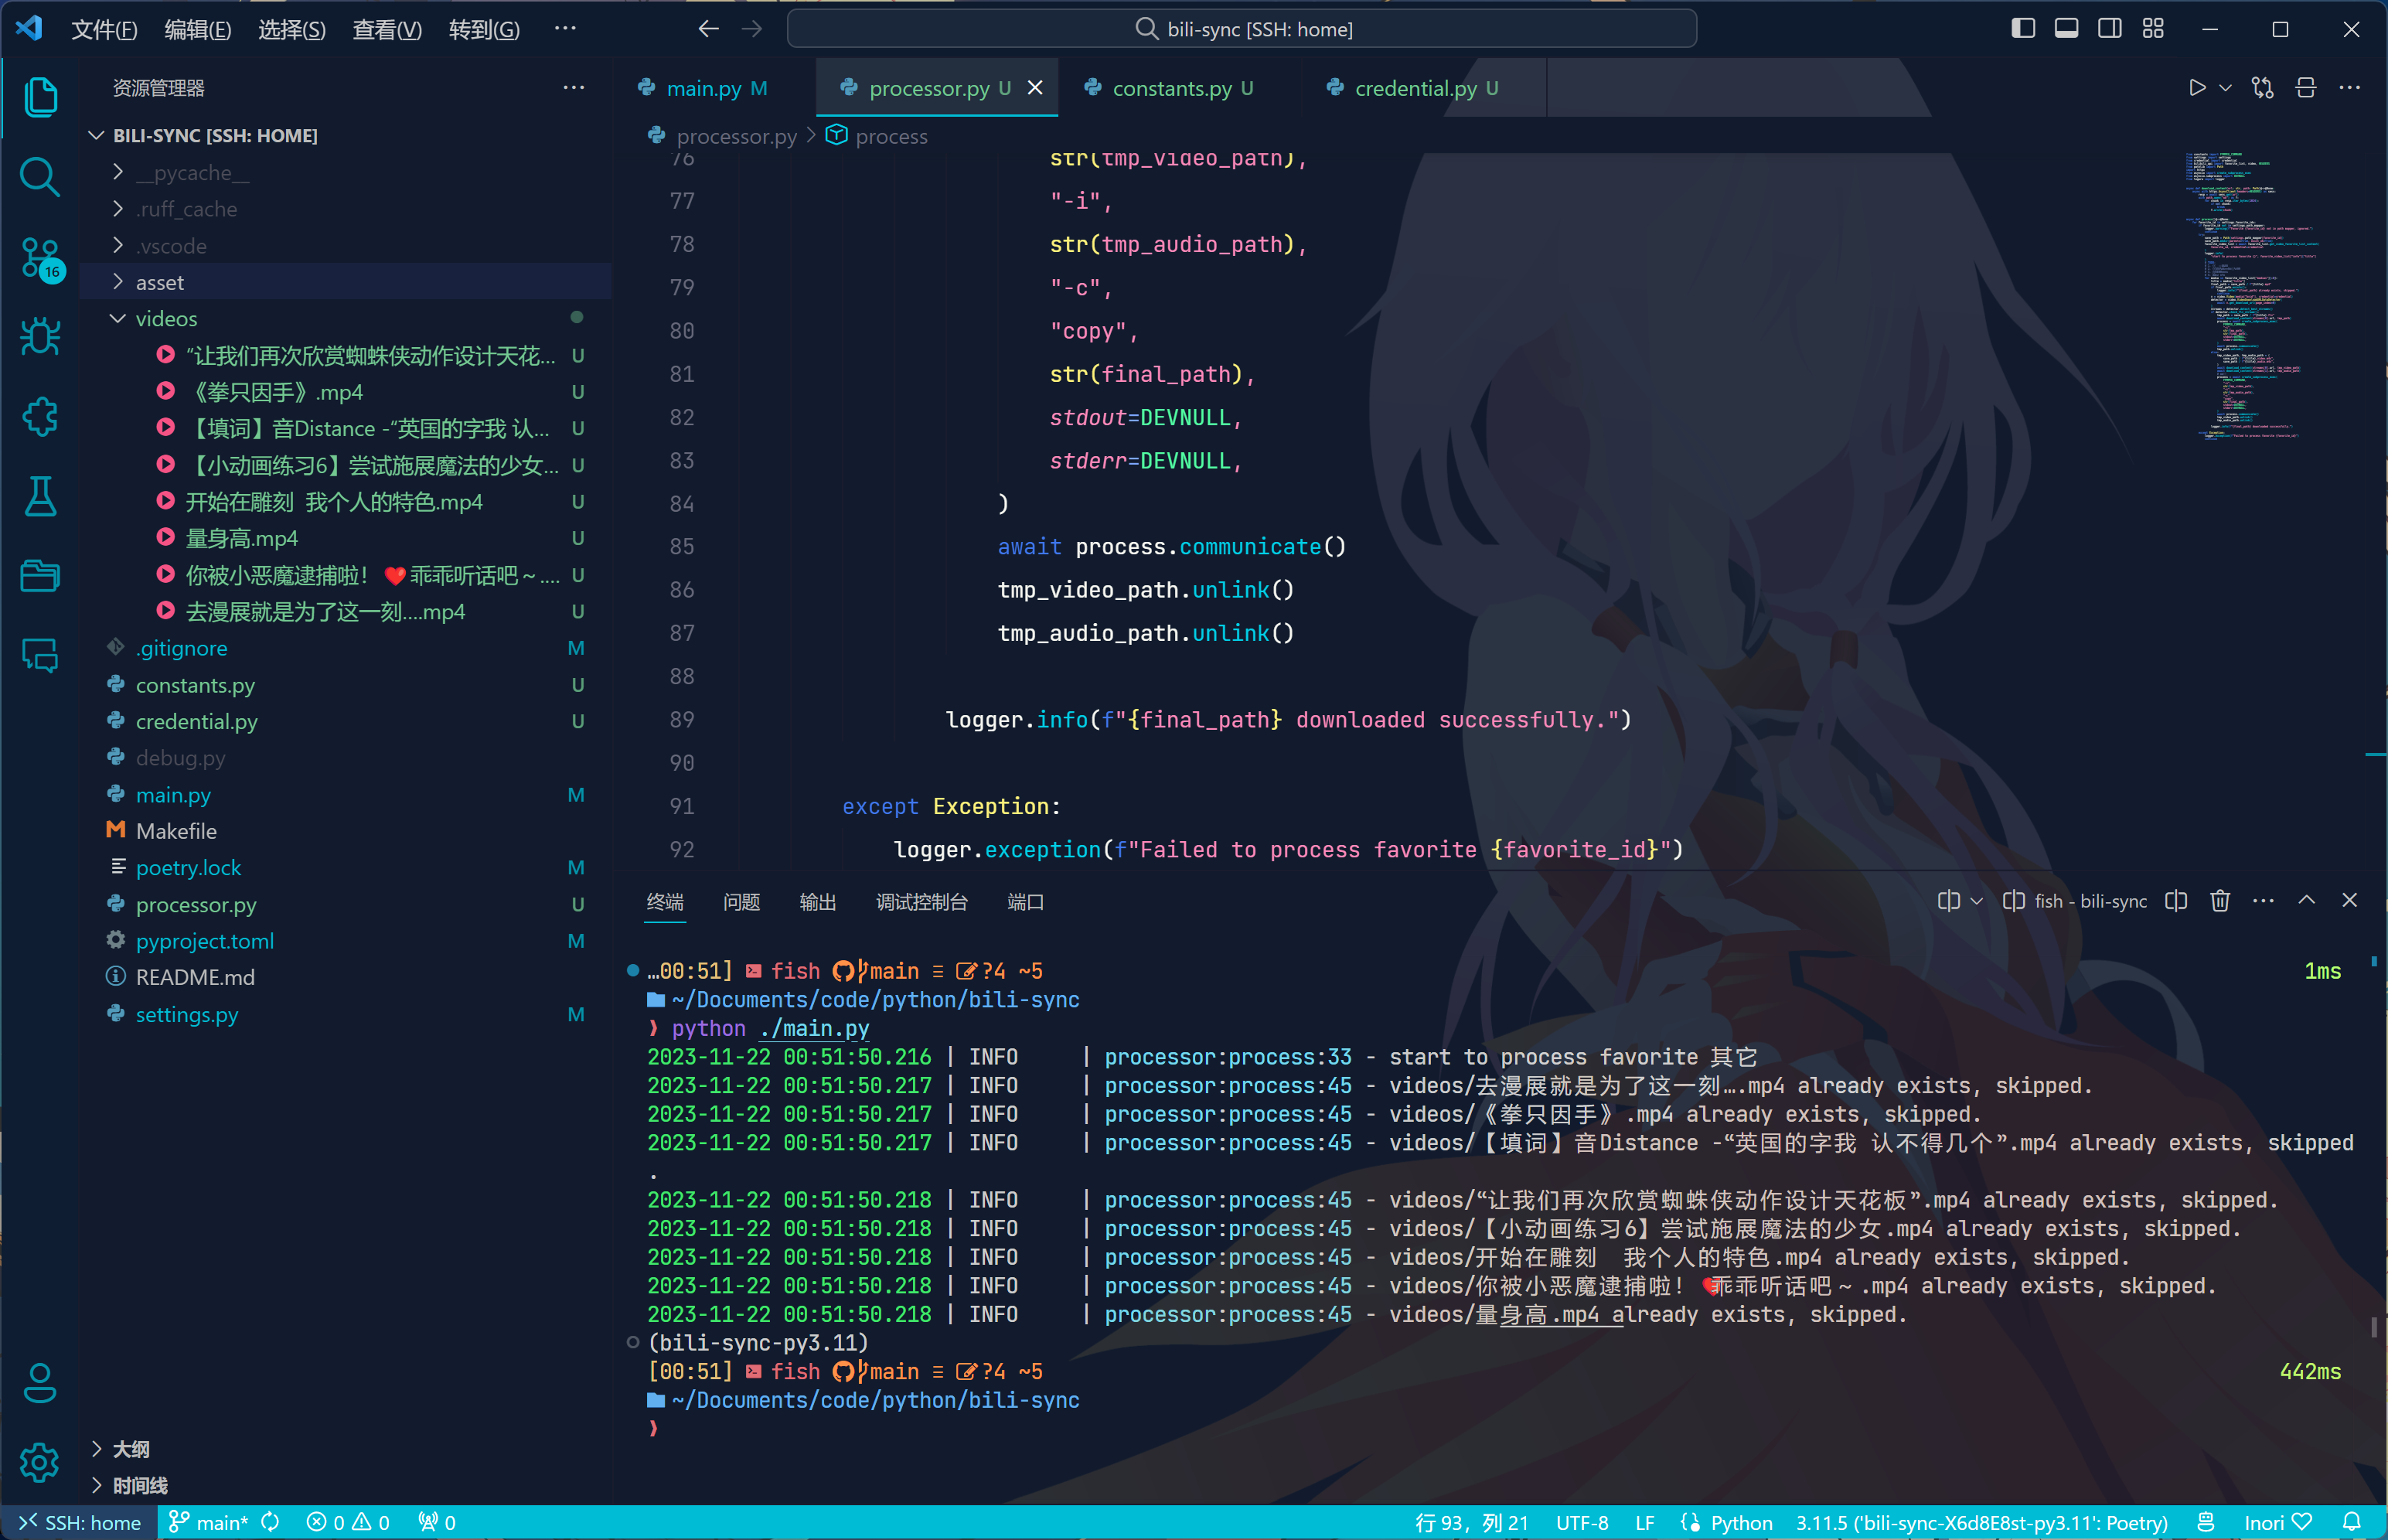 文件(F) 编辑(E) 选择(S) 查看(V) 转到(G) ···
bili-sync [SSH: home]
资源管理器
BILI-SYNC [SSH: HOME]
__pycache__
.ruff_cache
.vscode
asset
videos
“让我们再次欣赏蜘蛛侠动作设计天花... U
《拳只因手》.mp4 U
【填词】音Distance -“英国的字我 认... U
【小动画练习6】尝试施展魔法的少女... U
开始在雕刻 我个人的特色.mp4 U
量身高.mp4 U
你被小恶魔逮捕啦！❤️乖乖听话吧～.... U
去漫展就是为了这一刻....mp4 U
.gitignore M
constants.py U
credential.py U
debug.py
main.py M
Makefile
poetry.lock M
processor.py U
pyproject.toml M
README.md
settings.py M
大纲
时间线
16
main.py M processor.py U constants.py U credential.py U
processor.py > process
76 str(tmp_video_path),
77 "-i",
78 str(tmp_audio_path),
79 "-c",
80 "copy",
81 str(final_path),
82 stdout=DEVNULL,
83 stderr=DEVNULL,
84 )
85 await process.communicate()
86 tmp_video_path.unlink()
87 tmp_audio_path.unlink()
88
89 logger.info(f"{final_path} downloaded successfully.")
90
91 except Exception:
92 logger.exception(f"Failed to process favorite {favorite_id}")
终端 问题 输出 调试控制台 端口
fish - bili-sync
…00:51] fish main ≡ ?4 ~5 1ms
~/Documents/code/python/bili-sync
❯ python ./main.py
2023-11-22 00:51:50.216 | INFO | processor:process:33 - start to process favorite 其它
2023-11-22 00:51:50.217 | INFO | processor:process:45 - videos/去漫展就是为了这一刻….mp4 already exists, skipped.
2023-11-22 00:51:50.217 | INFO | processor:process:45 - videos/《拳只因手》.mp4 already exists, skipped.
2023-11-22 00:51:50.217 | INFO | processor:process:45 - videos/【填词】音Distance -“英国的字我 认不得几个”.mp4 already exists, skipped
.
2023-11-22 00:51:50.218 | INFO | processor:process:45 - videos/“让我们再次欣赏蜘蛛侠动作设计天花板”.mp4 already exists, skipped.
2023-11-22 00:51:50.218 | INFO | processor:process:45 - videos/【小动画练习6】尝试施展魔法的少女.mp4 already exists, skipped.
2023-11-22 00:51:50.218 | INFO | processor:process:45 - videos/开始在雕刻 我个人的特色.mp4 already exists, skipped.
2023-11-22 00:51:50.218 | INFO | processor:process:45 - videos/你被小恶魔逮捕啦！❤️乖乖听话吧～.mp4 already exists, skipped.
2023-11-22 00:51:50.218 | INFO | processor:process:45 - videos/量身高.mp4 already exists, skipped.
(bili-sync-py3.11)
[00:51] fish main ≡ ?4 ~5 442ms
~/Documents/code/python/bili-sync
❯
SSH: home main* 0 0 0 行 93，列 21 UTF-8 LF Python 3.11.5 ('bili-sync-X6d8E8st-py3.11': Poetry) Inori♡